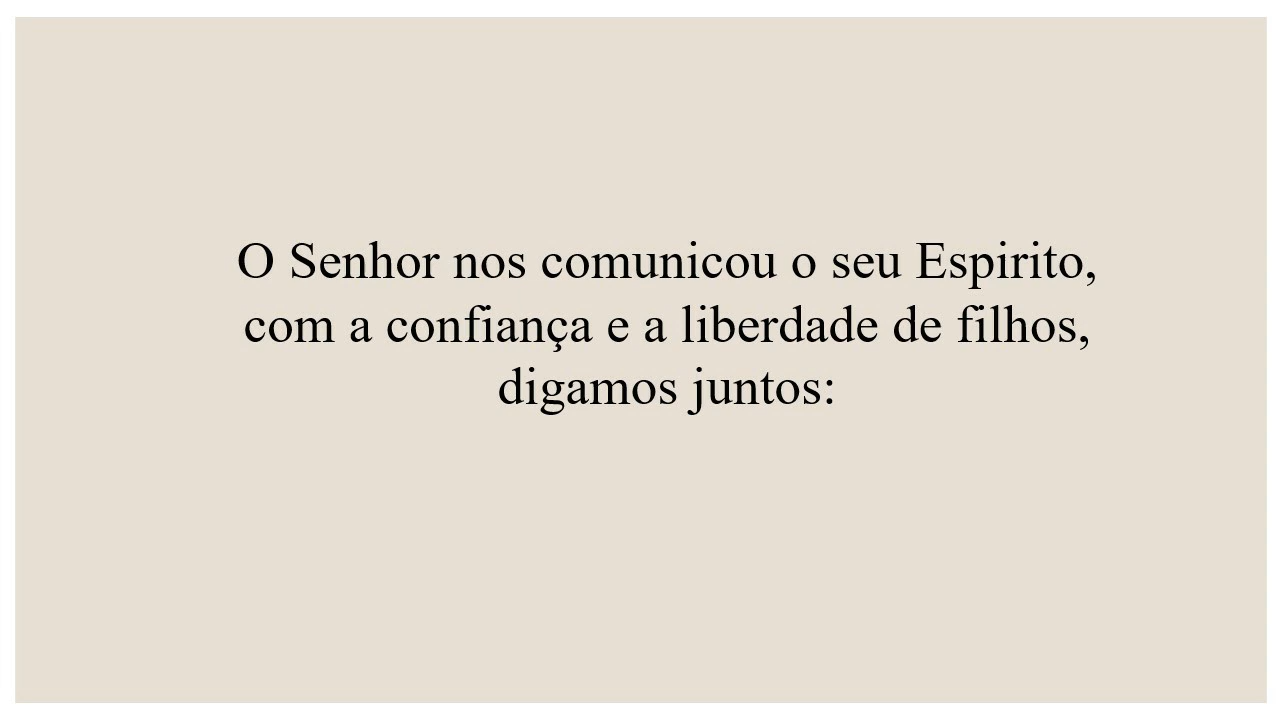 O Senhor nos comunicou o seu Espirito,
com a confiança e a liberdade de filhos,
digamos juntos: